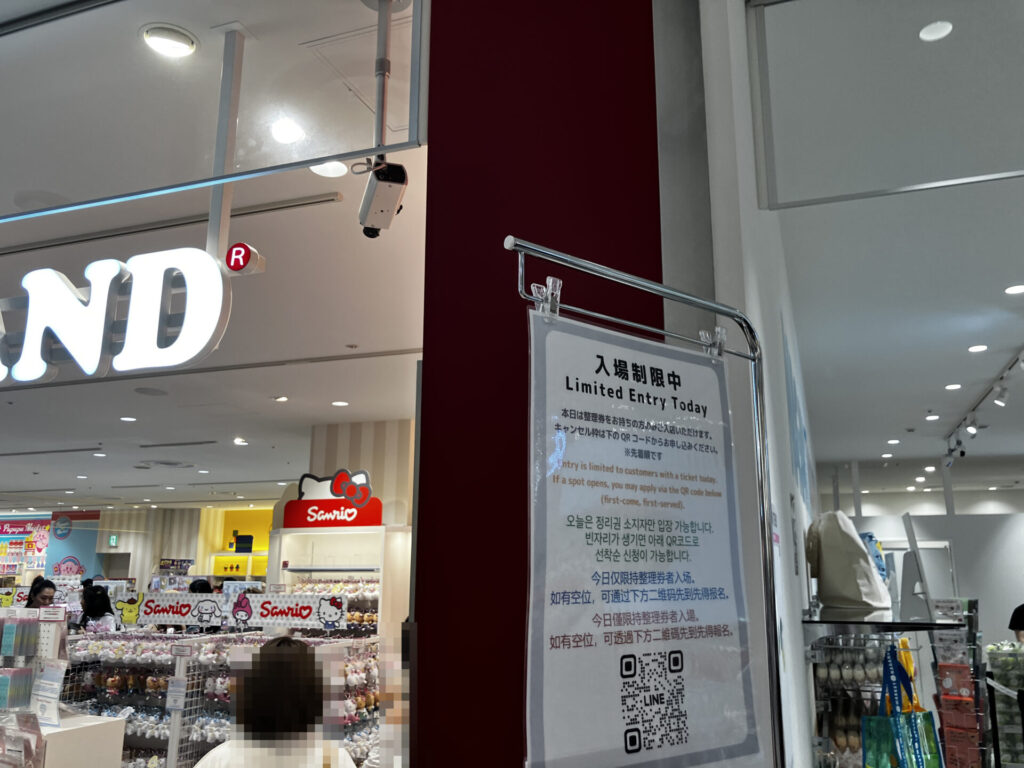 AND
R
Sanrio
Sanrio
Sanrio
入場制限中
Limited Entry Today
本日は整理券をお持ちの方のみご入店いただけます。
キャンセル枠は下のQRコードからお申し込みください。
※先着順です
Entry is limited to customers with a ticket today.
If a spot opens, you may apply via the QR code below
(first-come, first-served).
오늘은 정리권 소지자만 입장 가능합니다.
빈자리가 생기면 아래 QR코드로
선착순 신청이 가능합니다.
今日仅限持整理券者入场。
如有空位，可通过下方二维码先到先得报名。
今日僅限持整理券者入場。
如有空位，可透過下方二維碼先到先得報名。
LINE